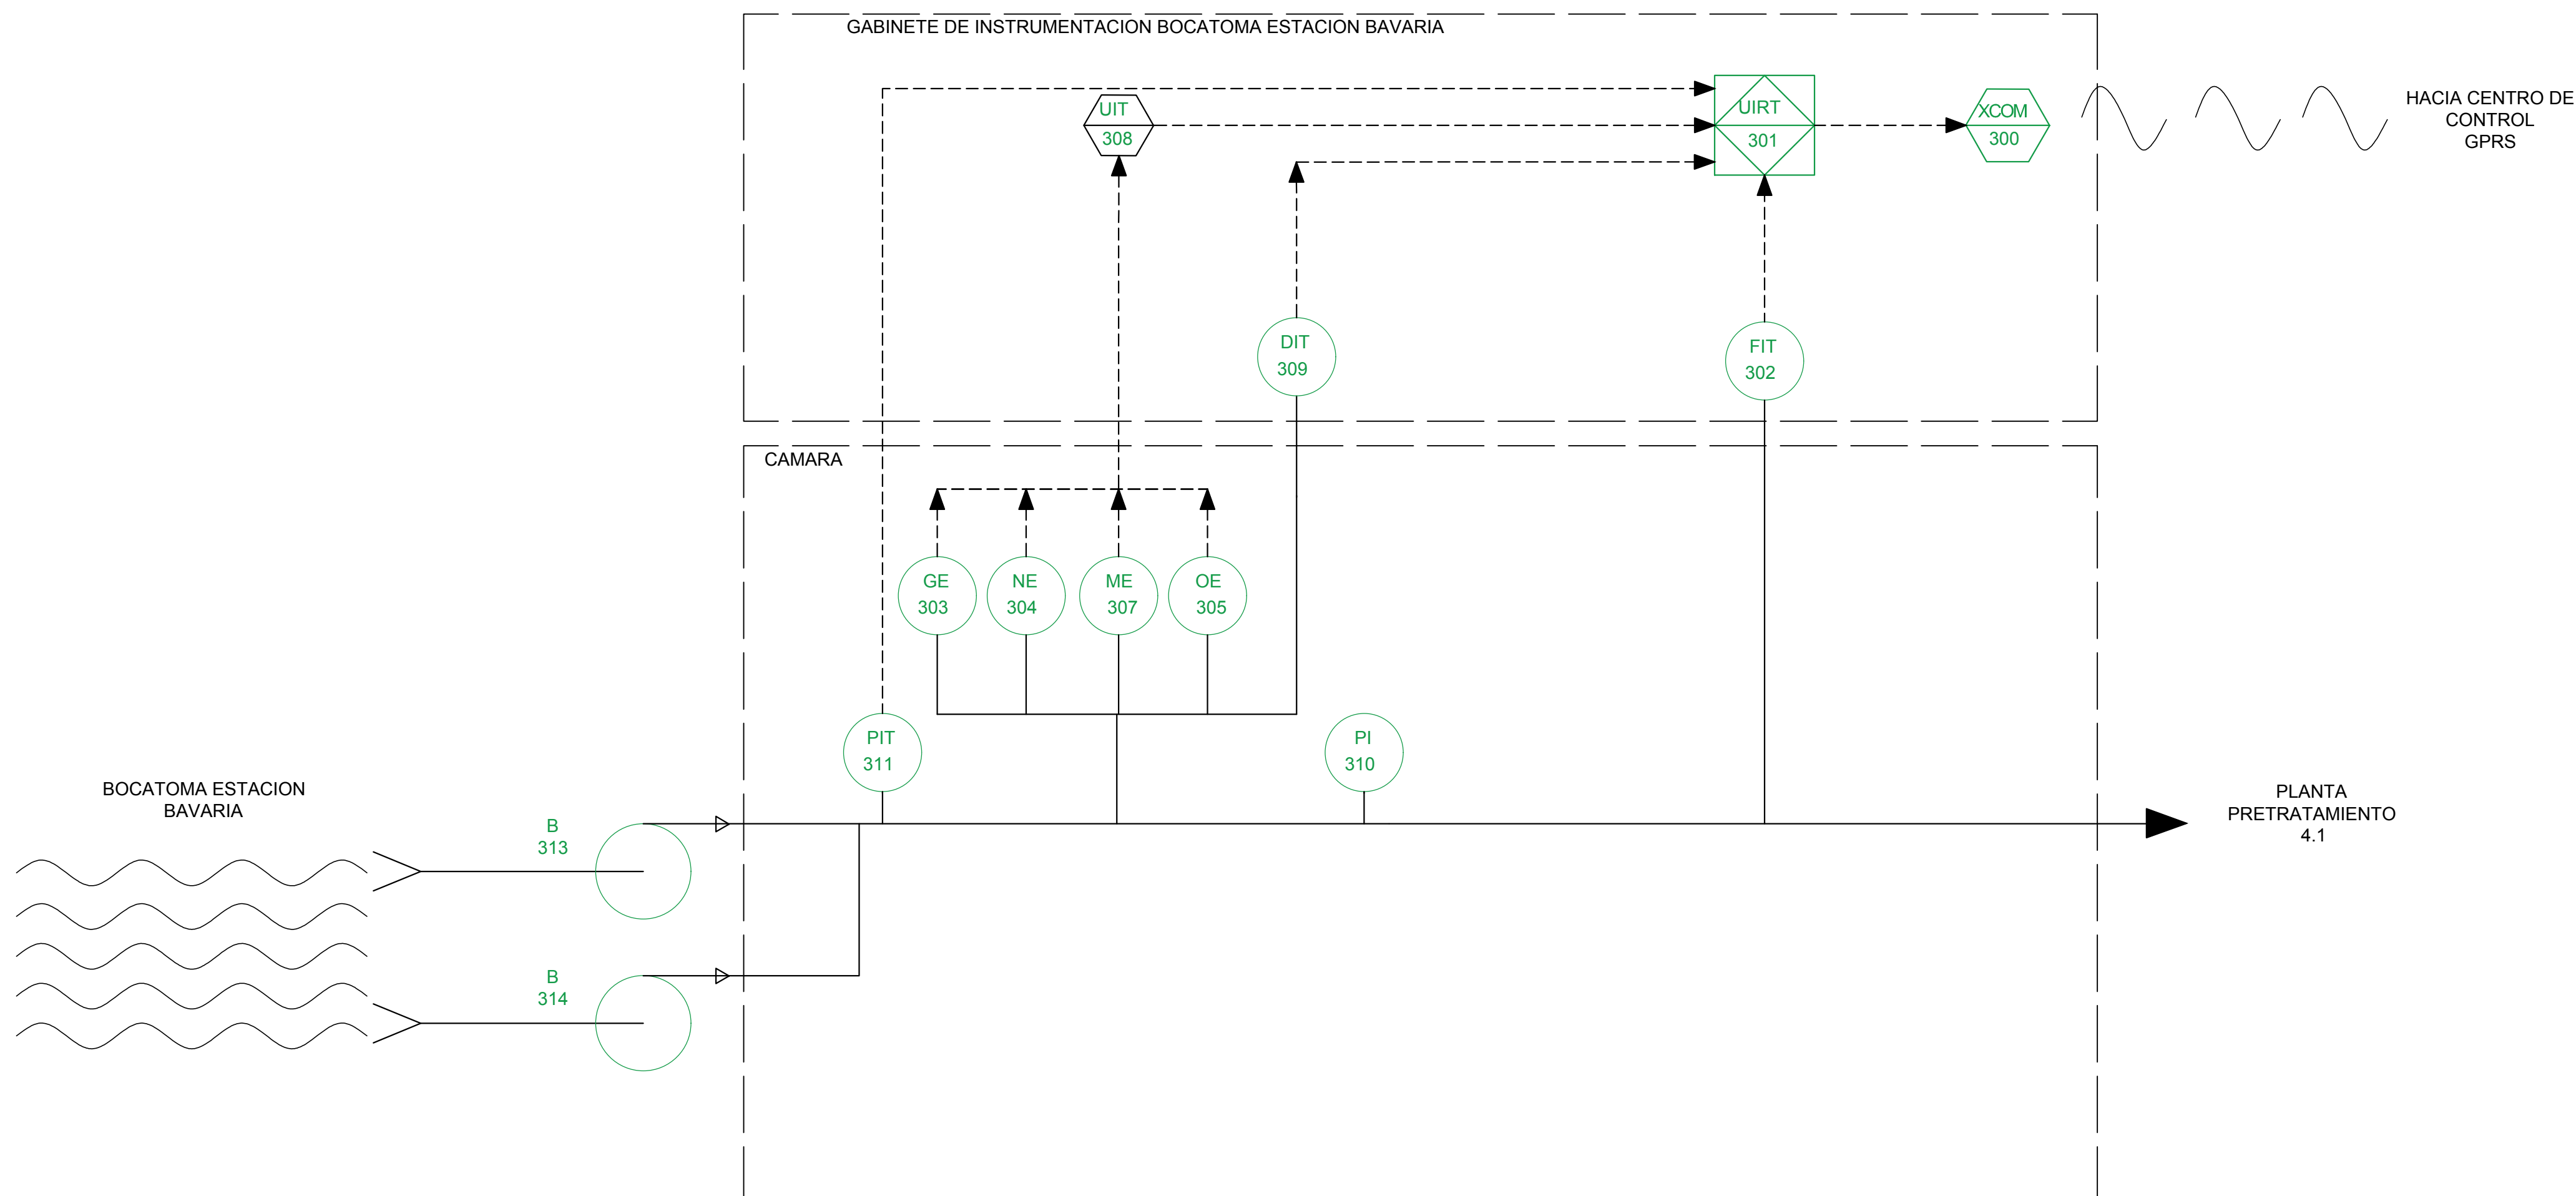 GABINETE DE INSTRUMENTACION BOCATOMA ESTACION BAVARIA
UIT
308
UIRT
301
XCOM
300
HACIA CENTRO DE
CONTROL
GPRS
DIT
309
FIT
302
CAMARA
GE
303
NE
304
ME
307
OE
305
PIT
311
PI
310
BOCATOMA ESTACION
BAVARIA
B
313
PLANTA
PRETRATAMIENTO
4.1
B
314